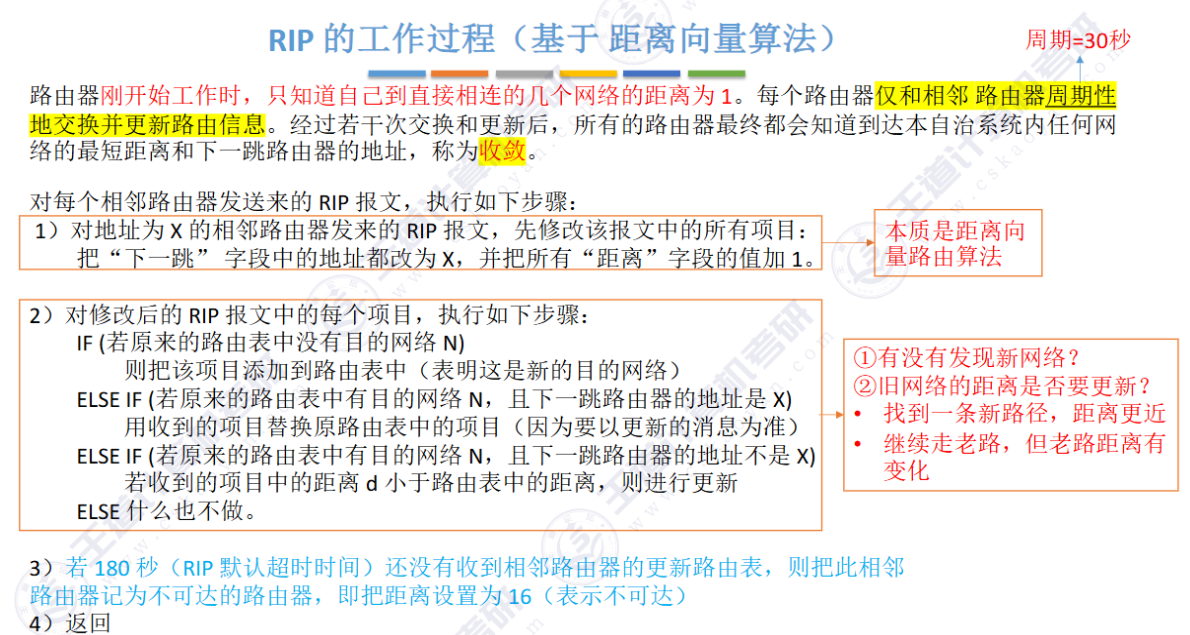 RIP 的工作过程（基于 距离向量算法）
周期=30秒
路由器刚开始工作时，只知道自己到直接相连的几个网络的距离为 1。每个路由器仅和相邻 路由器周期性
地交换并更新路由信息。经过若干次交换和更新后，所有的路由器最终都会知道到达本自治系统内任何网
络的最短距离和下一跳路由器的地址，称为收敛。
对每个相邻路由器发送来的 RIP 报文，执行如下步骤：
1）对地址为 X 的相邻路由器发来的 RIP 报文，先修改该报文中的所有项目：
把“下一跳” 字段中的地址都改为 X，并把所有“距离”字段的值加 1。
本质是距离向
量路由算法
2）对修改后的 RIP 报文中的每个项目，执行如下步骤：
IF (若原来的路由表中没有目的网络 N)
则把该项目添加到路由表中（表明这是新的目的网络）
ELSE IF (若原来的路由表中有目的网络 N，且下一跳路由器的地址是 X)
用收到的项目替换原路由表中的项目（因为要以更新的消息为准）
ELSE IF (若原来的路由表中有目的网络 N，且下一跳路由器的地址不是 X)
若收到的项目中的距离 d 小于路由表中的距离，则进行更新
ELSE 什么也不做。
①有没有发现新网络？
②旧网络的距离是否要更新？
• 找到一条新路径，距离更近
• 继续走老路，但老路距离有
变化
3）若 180 秒（RIP 默认超时时间）还没有收到相邻路由器的更新路由表，则把此相邻
路由器记为不可达的路由器，即把距离设置为 16（表示不可达）
4）返回
王道计算机考研
www.cskaoyan.com